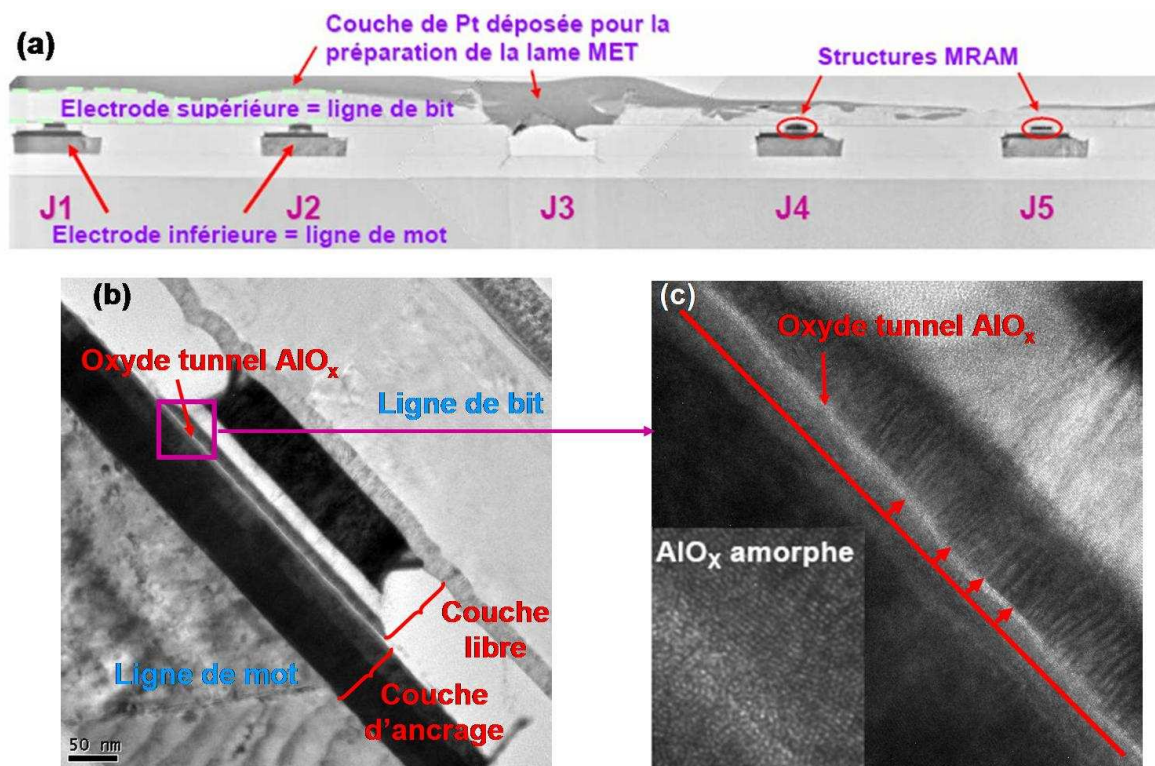 (a)
Couche de Pt déposée pour la
préparation de la lame MET
Structures MRAM
Electrode supériéure = ligne de bit
J1
J2
J3
J4
J5
Electrode inférieure = ligne de mot
(b)
Oxyde tunnel AlOx
Ligne de bit
Couche
libre
Ligne de mot
Couche
d'ancrage
50 nm
(c)
Oxyde tunnel AlOx
AlOX amorphe